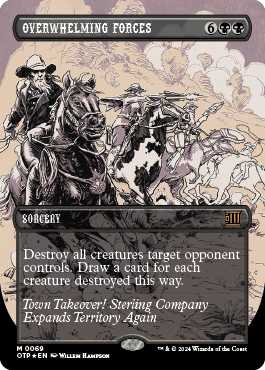 OVERWHELMING FORCES 6
SORCERY
Destroy all creatures target opponent
controls. Draw a card for each
creature destroyed this way.
Town Takeover! Sterling Company
Expands Territory Again
M 0069
OTP★EN WILLEM HAMPSON
™ & © 2024 Wizards of the Coast